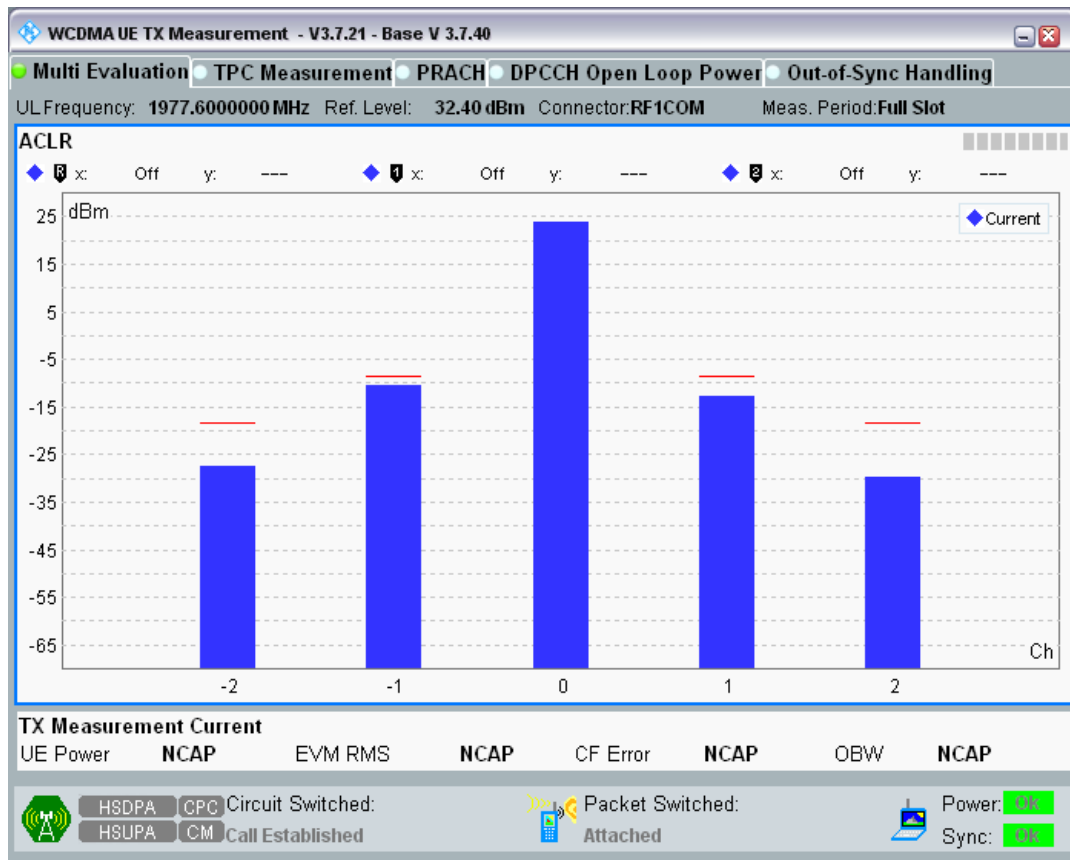 WCDMA UE TX Measurement - V3.7.21 - Base V 3.7.40
Multi Evaluation TPC Measurement PRACH DPCCH Open Loop Power Out-of-Sync Handling
UL Frequency: 1977.6000000 MHz Ref. Level: 32.40 dBm Connector:RF1COM Meas. Period:Full Slot
ACLR
R x: Off y: --- 1 x: Off y: --- 2 x: Off y: ---
dBm
Current
25
15
5
-5
-15
-25
-35
-45
-55
-65
Ch
-2 -1 0 1 2
TX Measurement Current
UE Power NCAP EVM RMS NCAP CF Error NCAP OBW NCAP
HSDPA CPC Circuit Switched: Packet Switched: Power: Ok
HSUPA CM Call Established Attached Sync: Ok